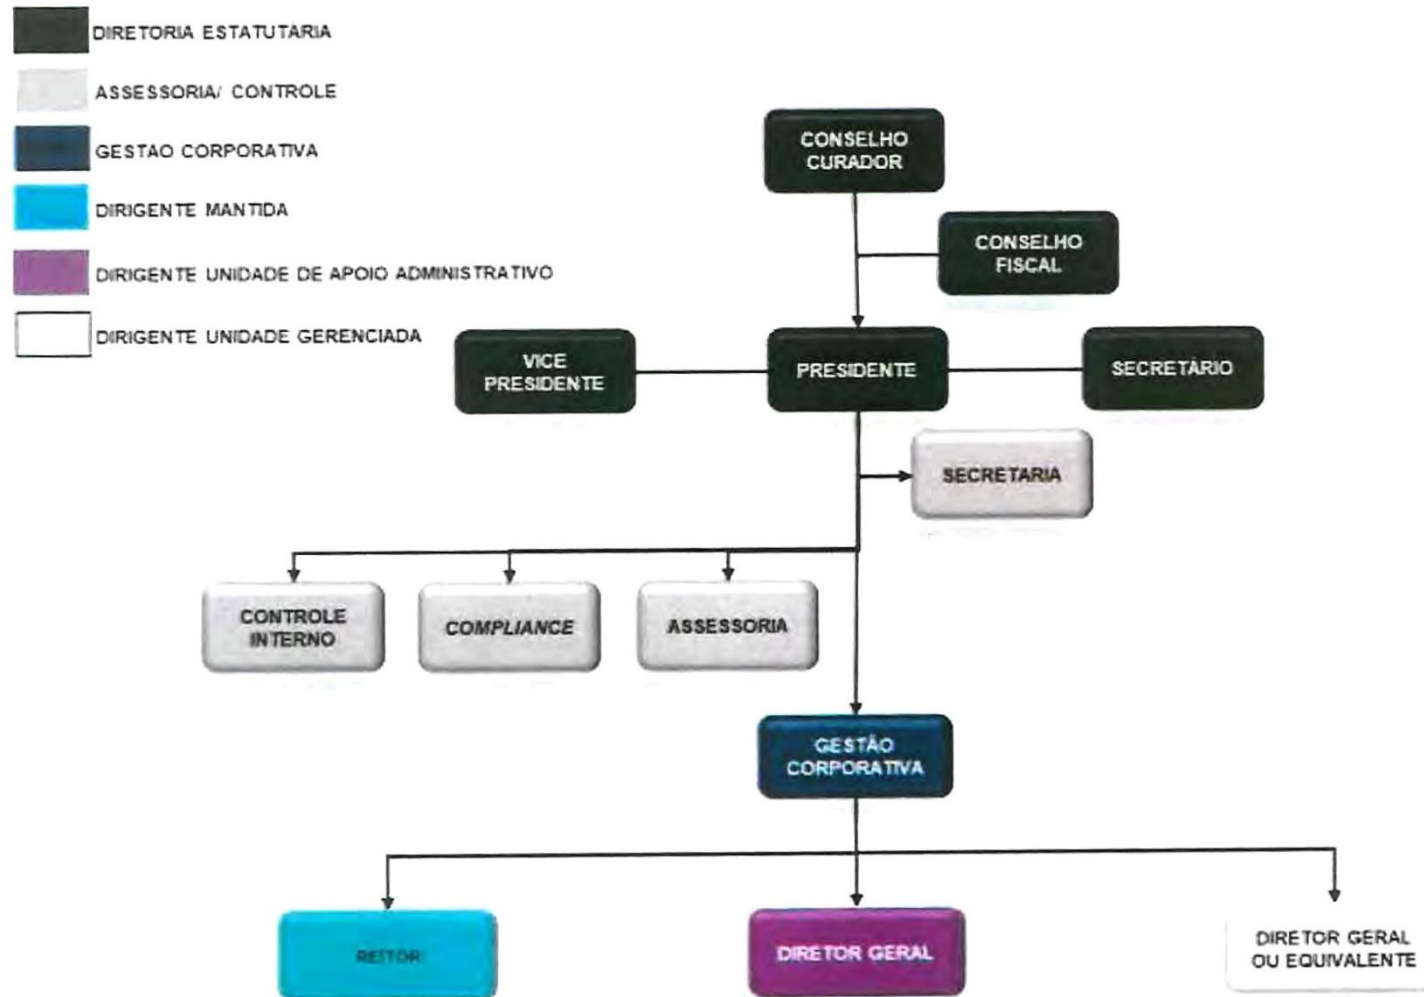 DIRETORIA ESTATUTARIA
ASSESSORIA/ CONTROLE
GESTAO CORPORATIVA
DIRIGENTE MANTIDA
DIRIGENTE UNIDADE DE APOIO ADMINISTRATIVO
DIRIGENTE UNIDADE GERENCIADA
CONSELHO
CURADOR
CONSELHO
FISCAL
VICE
PRESIDENTE
PRESIDENTE
SECRETÁRIO
SECRETARIA
CONTROLE
INTERNO
COMPLIANCE
ASSESSORIA
GESTÃO
CORPORATIVA
REITOR
DIRETOR GERAL
DIRETOR GERAL
OU EQUIVALENTE